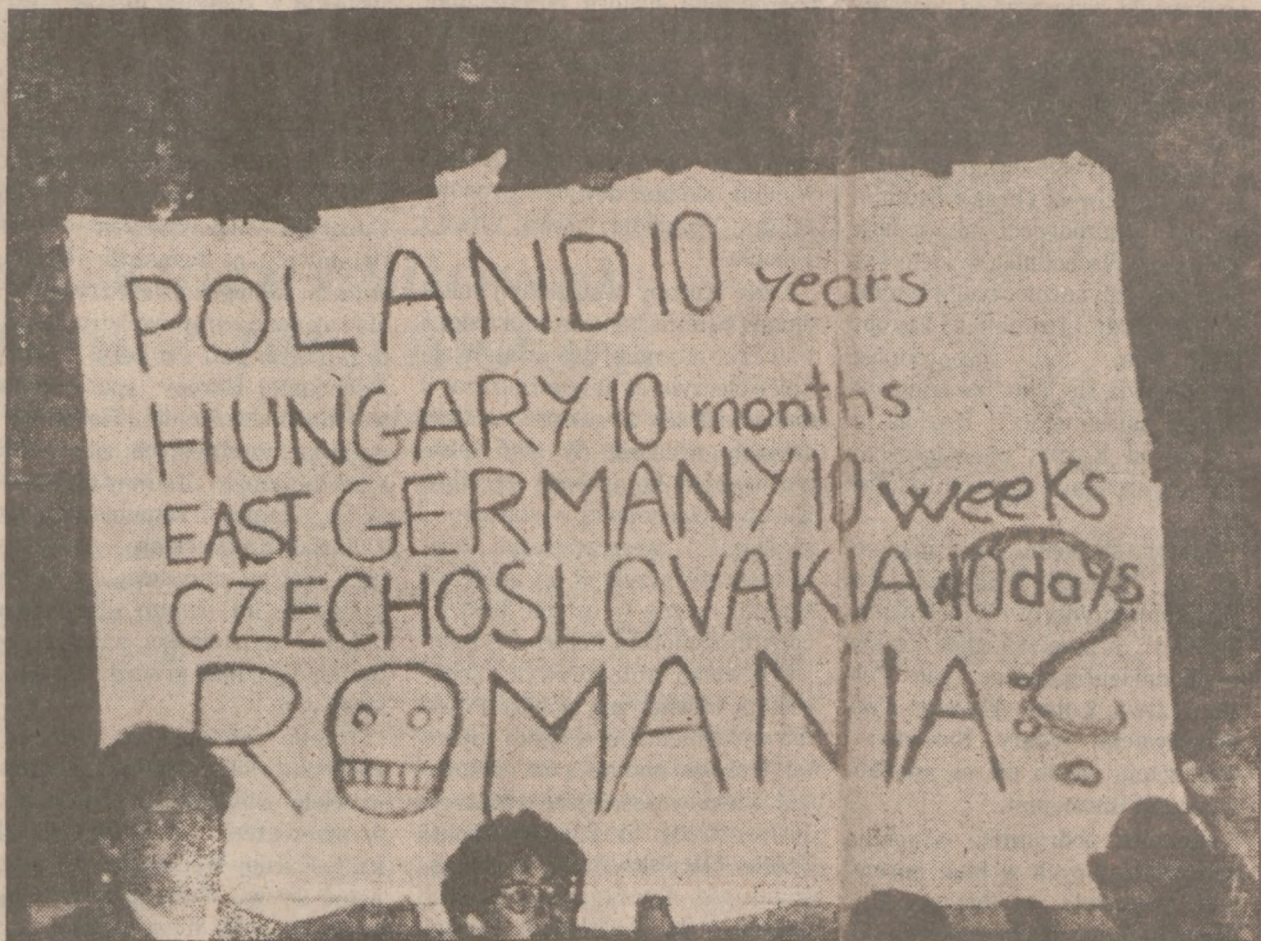 POLAND 10 years
HUNGARY 10 months
EAST GERMANY 10 weeks
CZECHOSLOVAKIA 10 days
ROMANIA:?